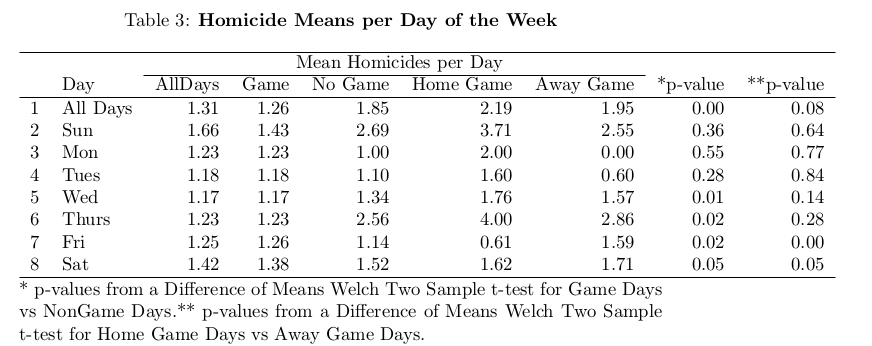 Table 3: Homicide Means per Day of the Week
Mean Homicides per Day
Day AllDays Game No Game Home Game Away Game *p-value **p-value
1 All Days 1.31 1.26 1.85 2.19 1.95 0.00 0.08
2 Sun 1.66 1.43 2.69 3.71 2.55 0.36 0.64
3 Mon 1.23 1.23 1.00 2.00 0.00 0.55 0.77
4 Tues 1.18 1.18 1.10 1.60 0.60 0.28 0.84
5 Wed 1.17 1.17 1.34 1.76 1.57 0.01 0.14
6 Thurs 1.23 1.23 2.56 4.00 2.86 0.02 0.28
7 Fri 1.25 1.26 1.14 0.61 1.59 0.02 0.00
8 Sat 1.42 1.38 1.52 1.62 1.71 0.05 0.05
* p-values from a Difference of Means Welch Two Sample t-test for Game Days
vs NonGame Days.** p-values from a Difference of Means Welch Two Sample
t-test for Home Game Days vs Away Game Days.